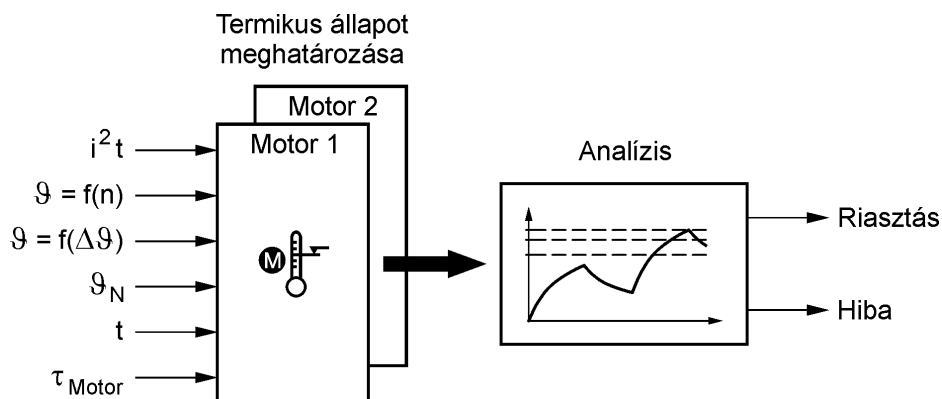 Termikus állapot
meghatározása
Motor 2
Motor 1
i²t
ϑ = f(n)
ϑ = f(Δϑ)
ϑN
t
τMotor
M
Analízis
Riasztás
Hiba